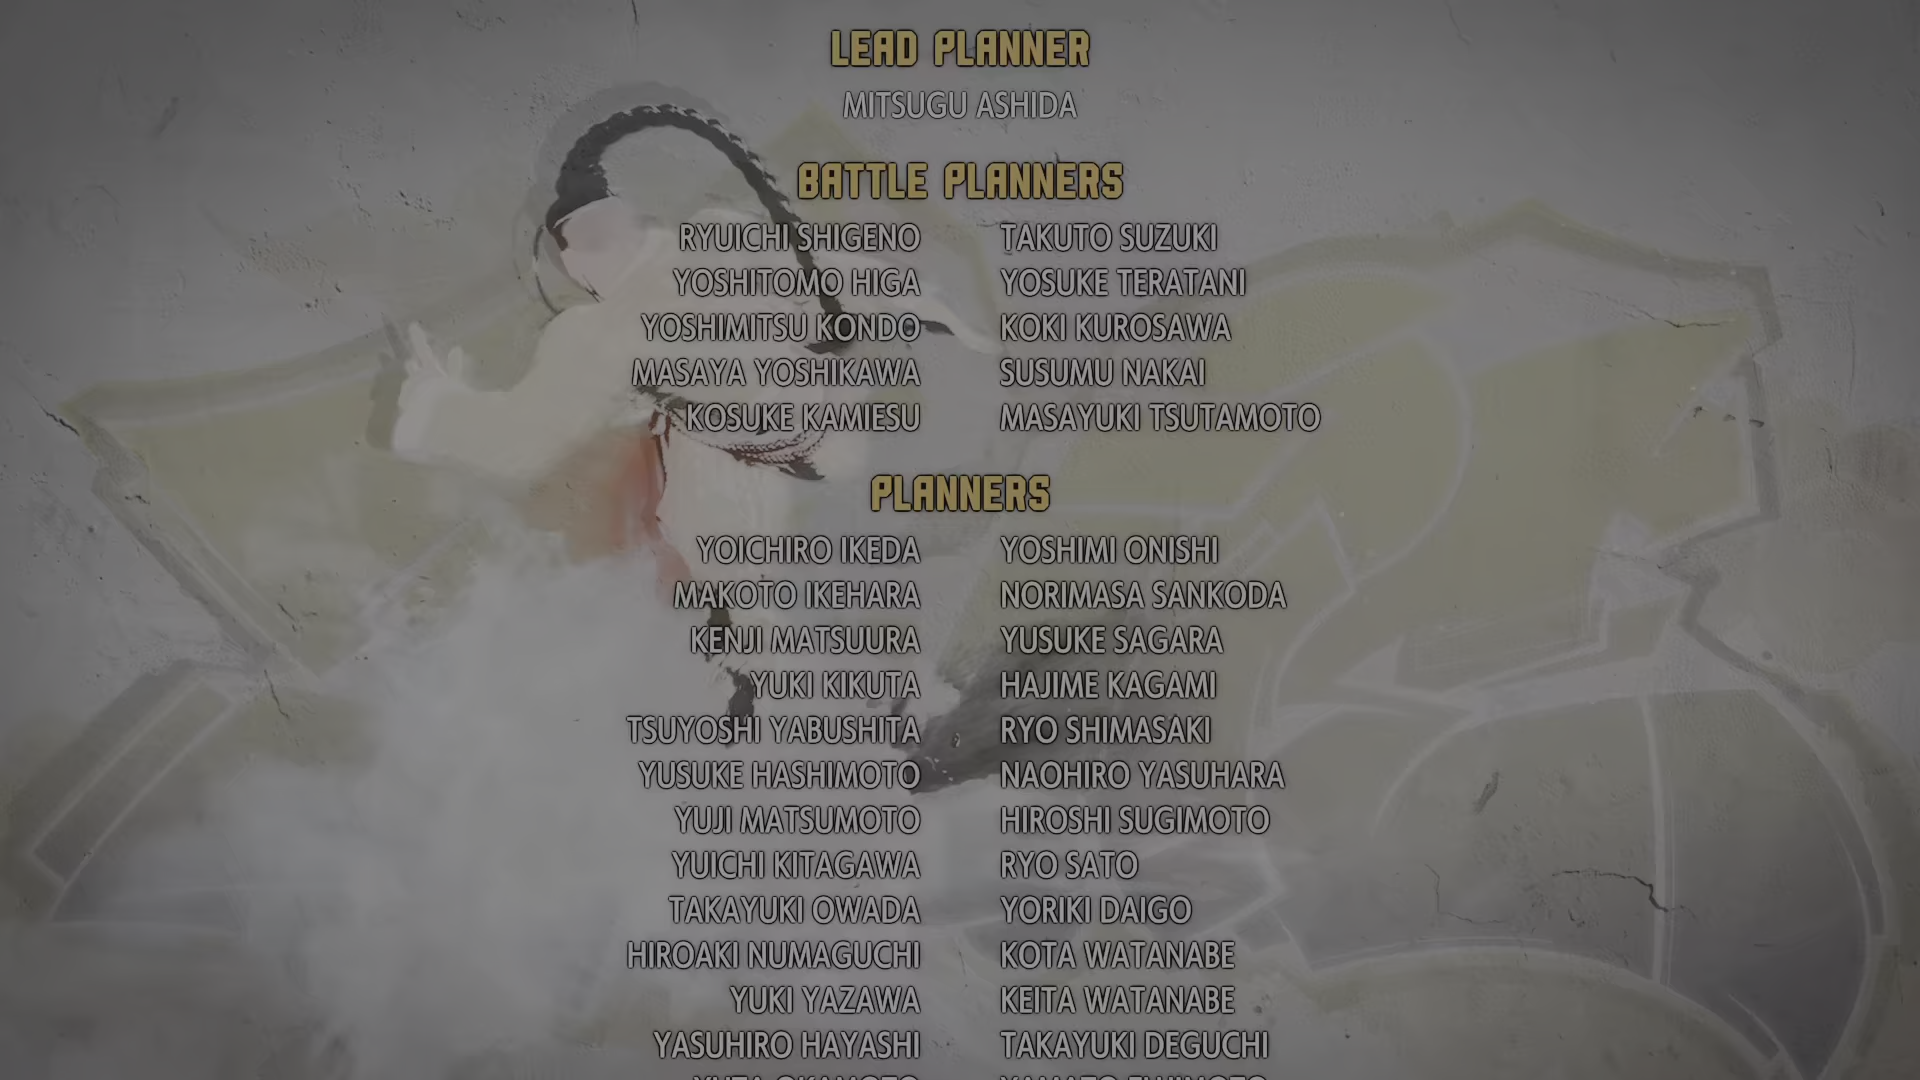 LEAD PLANNER
MITSUGU ASHIDA
BATTLE PLANNERS
RYUICHI SHIGENO TAKUTO SUZUKI
YOSHITOMO HIGA YOSUKE TERATANI
YOSHIMITSU KONDO KOKI KUROSAWA
MASAYA YOSHIKAWA SUSUMU NAKAI
KOSUKE KAMIESU MASAYUKI TSUTAMOTO
PLANNERS
YOICHIRO IKEDA YOSHIMI ONISHI
MAKOTO IKEHARA NORIMASA SANKODA
KENJI MATSUURA YUSUKE SAGARA
YUKI KIKUTA HAJIME KAGAMI
TSUYOSHI YABUSHITA RYO SHIMASAKI
YUSUKE HASHIMOTO NAOHIRO YASUHARA
YUJI MATSUMOTO HIROSHI SUGIMOTO
YUICHI KITAGAWA RYO SATO
TAKAYUKI OWADA YORIKI DAIGO
HIROAKI NUMAGUCHI KOTA WATANABE
YUKI YAZAWA KEITA WATANABE
YASUHIRO HAYASHI TAKAYUKI DEGUCHI